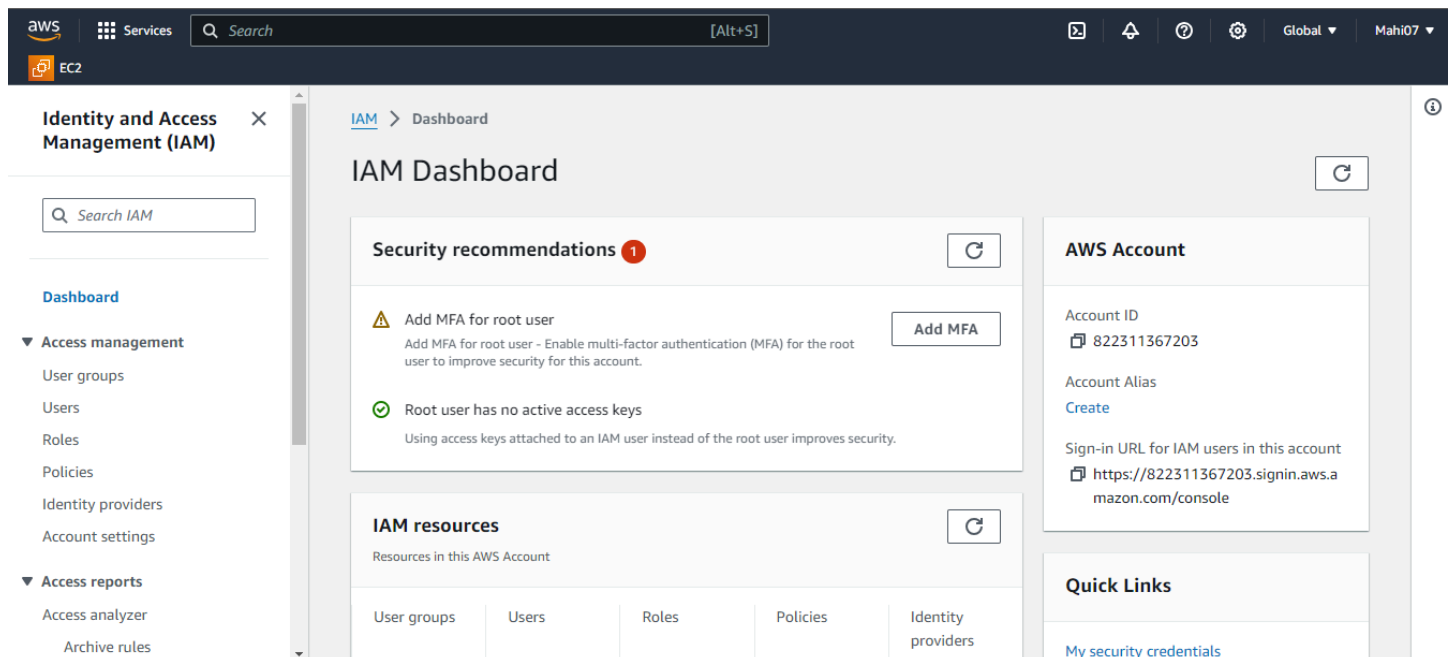 aws
Services
Search
[Alt+S]
Global
Mahi07
EC2
Identity and Access
Management (IAM)
Search IAM
Dashboard
Access management
User groups
Users
Roles
Policies
Identity providers
Account settings
Access reports
Access analyzer
Archive rules
IAM > Dashboard
IAM Dashboard
Security recommendations 1
Add MFA for root user
Add MFA for root user - Enable multi-factor authentication (MFA) for the root
user to improve security for this account.
Add MFA
Root user has no active access keys
Using access keys attached to an IAM user instead of the root user improves security.
IAM resources
Resources in this AWS Account
User groups
Users
Roles
Policies
Identity
providers
AWS Account
Account ID
822311367203
Account Alias
Create
Sign-in URL for IAM users in this account
https://822311367203.signin.aws.a
mazon.com/console
Quick Links
My security credentials